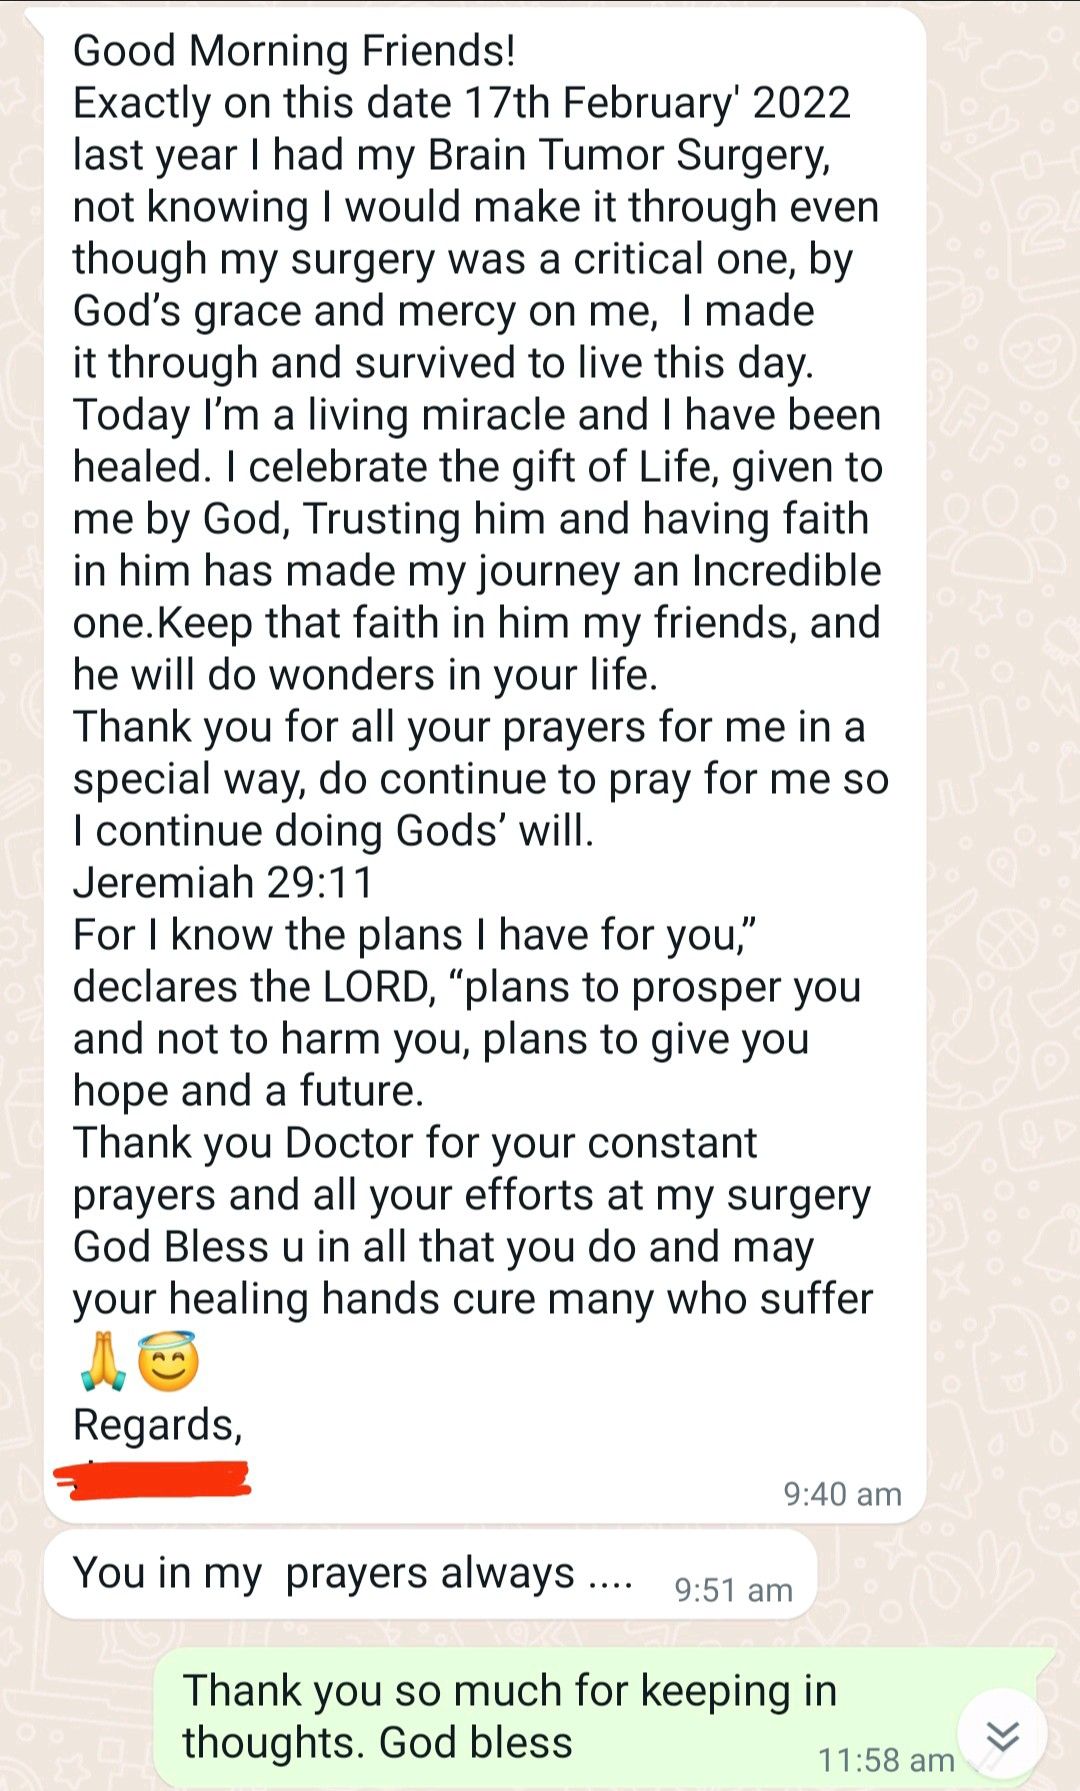 Good Morning Friends!
Exactly on this date 17th February' 2022
last year I had my Brain Tumor Surgery,
not knowing I would make it through even
though my surgery was a critical one, by
God’s grace and mercy on me,  I made
it through and survived to live this day.
Today I’m a living miracle and I have been
healed. I celebrate the gift of Life, given to
me by God, Trusting him and having faith
in him has made my journey an Incredible
one.Keep that faith in him my friends, and
he will do wonders in your life.
Thank you for all your prayers for me in a
special way, do continue to pray for me so
I continue doing Gods’ will.
Jeremiah 29:11
For I know the plans I have for you,”
declares the LORD, “plans to prosper you
and not to harm you, plans to give you
hope and a future.
Thank you Doctor for your constant
prayers and all your efforts at my surgery
God Bless u in all that you do and may
your healing hands cure many who suffer
🙏😇
Regards,
9:40 am
You in my  prayers always ....
9:51 am
Thank you so much for keeping in
thoughts. God bless
11:58 am